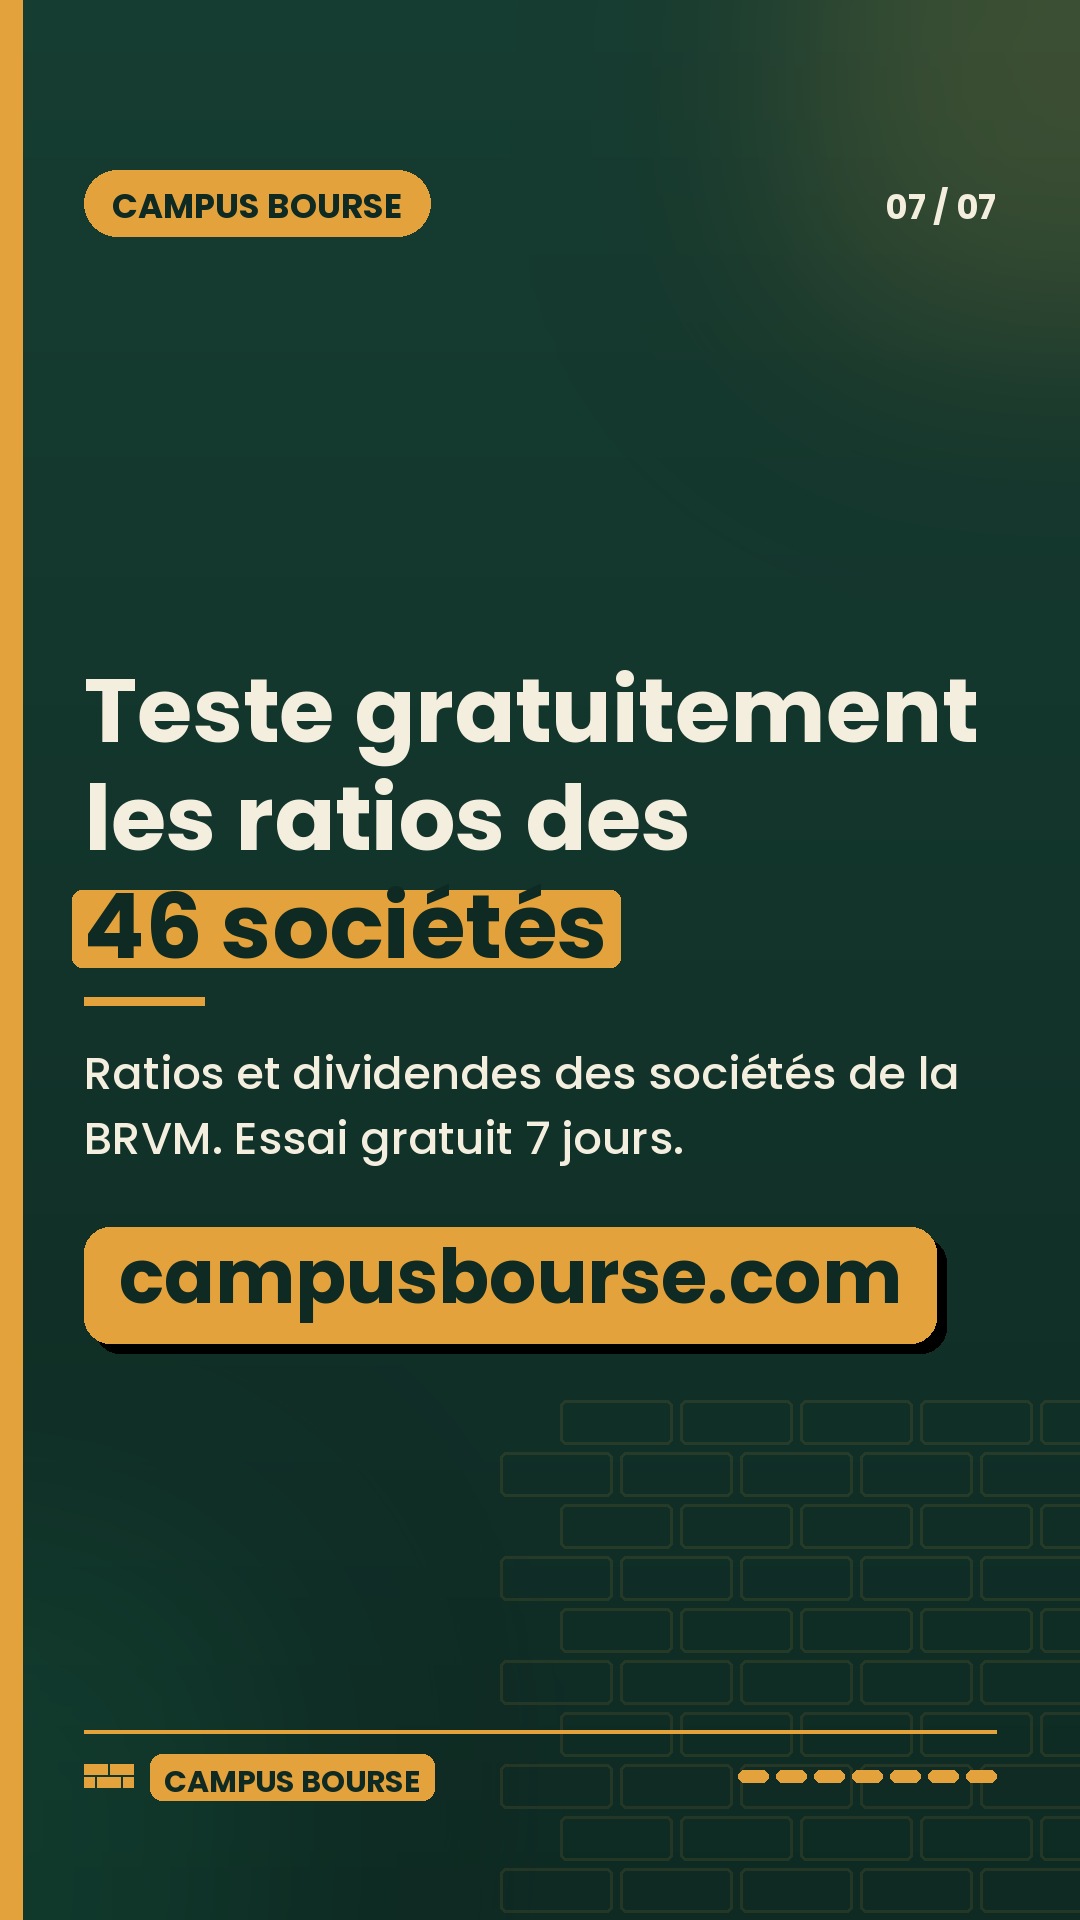 CAMPUS BOURSE
07 / 07
Teste gratuitement
les ratios des
46 sociétés
Ratios et dividendes des sociétés de la
BRVM. Essai gratuit 7 jours.
campusbourse.com
CAMPUS BOURSE